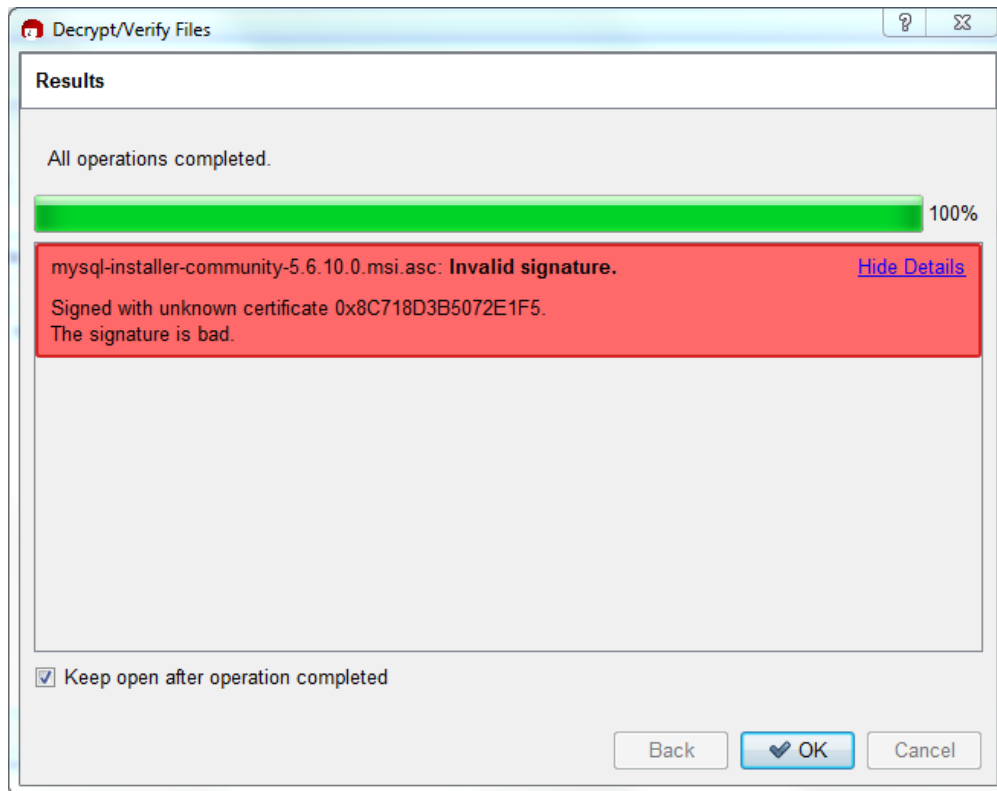 Decrypt/Verify Files
Results
All operations completed.
100%
mysql-installer-community-5.6.10.0.msi.asc: Invalid signature. Hide Details
Signed with unknown certificate 0x8C718D3B5072E1F5.
The signature is bad.
Keep open after operation completed
Back OK Cancel